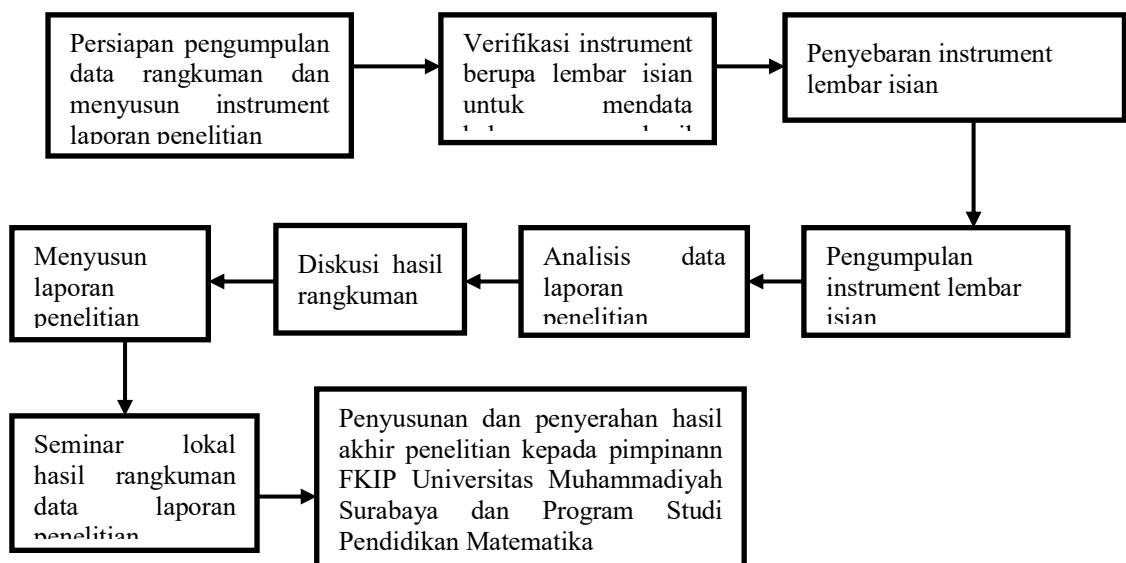 Persiapan pengumpulan
data rangkuman dan
menyusun instrument
laporan penelitian
Verifikasi instrument
berupa lembar isian
untuk mendata
Penyebaran instrument
lembar isian
Pengumpulan
instrument lembar
isian
Analisis data
laporan
penelitian
Diskusi hasil
rangkuman
Menyusun
laporan
penelitian
Seminar lokal
hasil rangkuman
data laporan
penelitian
Penyusunan dan penyerahan hasil
akhir penelitian kepada pimpinann
FKIP Universitas Muhammadiyah
Surabaya dan Program Studi
Pendidikan Matematika